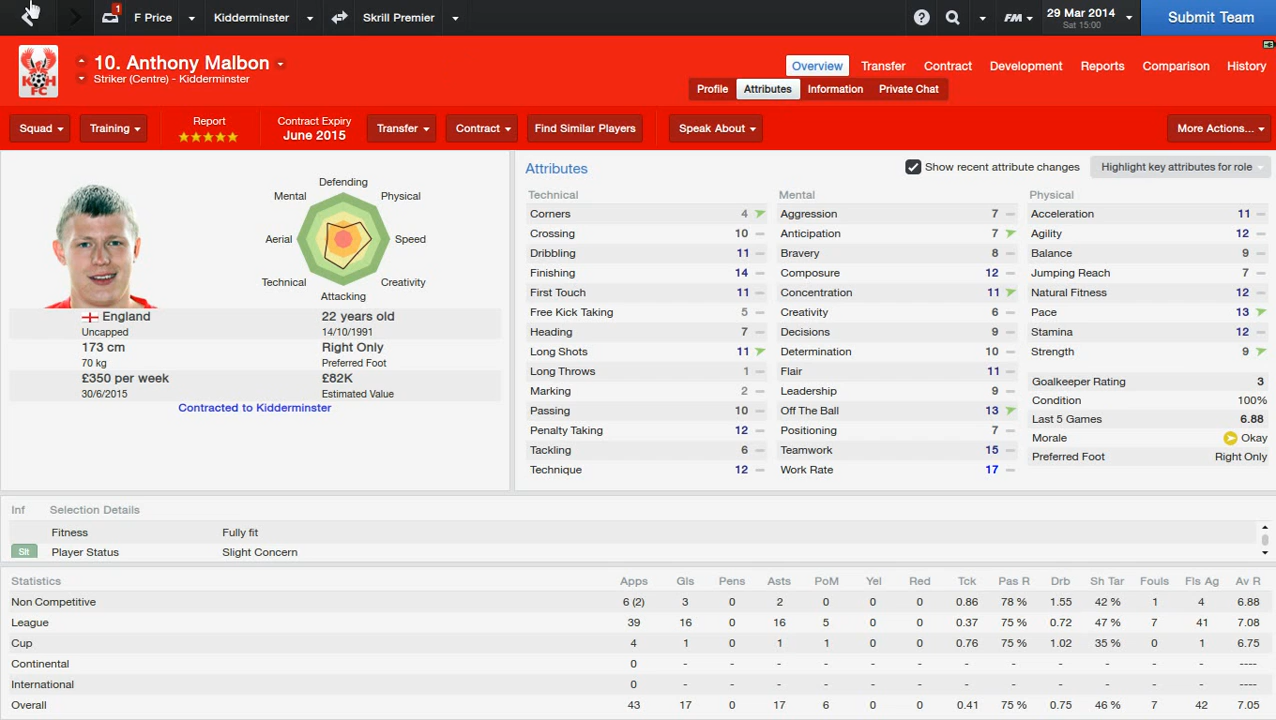 1 F Price Kidderminster Skrill Premier FM 29 Mar 2014 Submit Team
Sat 15:00
10. Anthony Malbon
Striker (Centre) - Kidderminster
KHFC
Overview Transfer Contract Development Reports Comparison History
Profile Attributes Information Private Chat
Squad Training Report Contract Expiry June 2015 Transfer Contract Find Similar Players Speak About More Actions...
Defending
Mental Physical
Aerial Speed
Technical Creativity
Attacking
England 22 years old
Uncapped 14/10/1991
173 cm Right Only
70 kg Preferred Foot
£350 per week £82K
30/6/2015 Estimated Value
Contracted to Kidderminster
Attributes Show recent attribute changes Highlight key attributes for role
Technical Mental Physical
Corners 4 Aggression 7 Acceleration 11
Crossing 10 Anticipation 7 Agility 12
Dribbling 11 Bravery 8 Balance 9
Finishing 14 Composure 12 Jumping Reach 7
First Touch 11 Concentration 11 Natural Fitness 12
Free Kick Taking 5 Creativity 6 Pace 13
Heading 7 Decisions 9 Stamina 12
Long Shots 11 Determination 10 Strength 9
Long Throws 1 Flair 11 Goalkeeper Rating 3
Marking 2 Leadership 9 Condition 100%
Passing 10 Off The Ball 13 Last 5 Games 6.88
Penalty Taking 12 Positioning 7 Morale Okay
Tackling 6 Teamwork 15 Preferred Foot Right Only
Technique 12 Work Rate 17
Inf Selection Details
Fitness Fully fit
Slt Player Status Slight Concern
Statistics Apps Gls Pens Asts PoM Yel Red Tck Pas R Drb Sh Tar Fouls Fls Ag Av R
Non Competitive 6 (2) 3 0 2 0 0 0 0.86 78 % 1.55 42 % 1 4 6.88
League 39 16 0 16 5 0 0 0.37 75 % 0.72 47 % 7 41 7.08
Cup 4 1 0 1 1 0 0 0.76 75 % 1.02 35 % 0 1 6.75
Continental 0 - - - - - - - - - - - - ----
International 0 - - - - - - - - - - - - ----
Overall 43 17 0 17 6 0 0 0.41 75 % 0.75 46 % 7 42 7.05